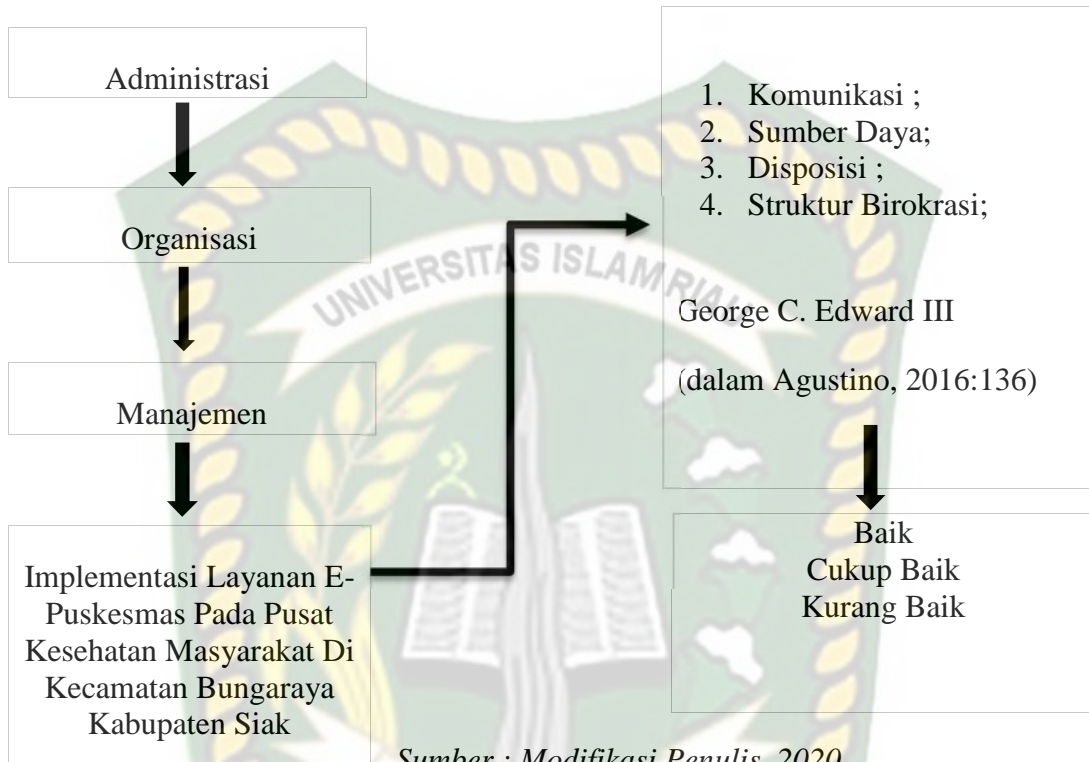 Administrasi
Organisasi
Manajemen
Implementasi Layanan E-
Puskesmas Pada Pusat
Kesehatan Masyarakat Di
Kecamatan Bungaraya
Kabupaten Siak
1. Komunikasi ;
2. Sumber Daya;
3. Disposisi ;
4. Struktur Birokrasi;
George C. Edward III
(dalam Agustino, 2016:136)
Baik
Cukup Baik
Kurang Baik
UNIVERSITAS ISLAM RIAU
Sumber : Modifikasi Penulis, 2020